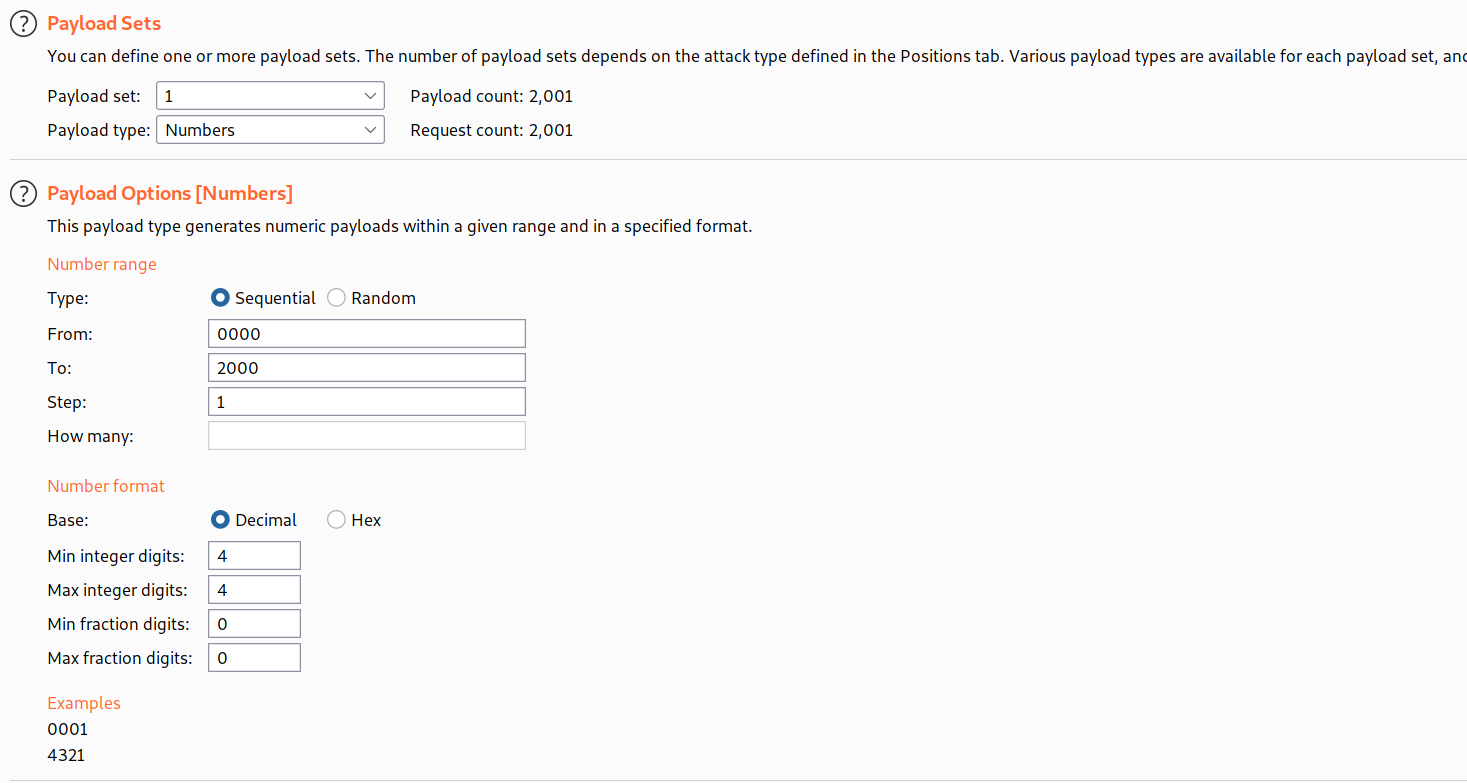 Payload Sets
You can define one or more payload sets. The number of payload sets depends on the attack type defined in the Positions tab. Various payload types are available for each payload set, and
Payload set: 1 Payload count: 2,001
Payload type: Numbers Request count: 2,001
Payload Options [Numbers]
This payload type generates numeric payloads within a given range and in a specified format.
Number range
Type: Sequential Random
From: 0000
To: 2000
Step: 1
How many:
Number format
Base: Decimal Hex
Min integer digits: 4
Max integer digits: 4
Min fraction digits: 0
Max fraction digits: 0
Examples
0001
4321